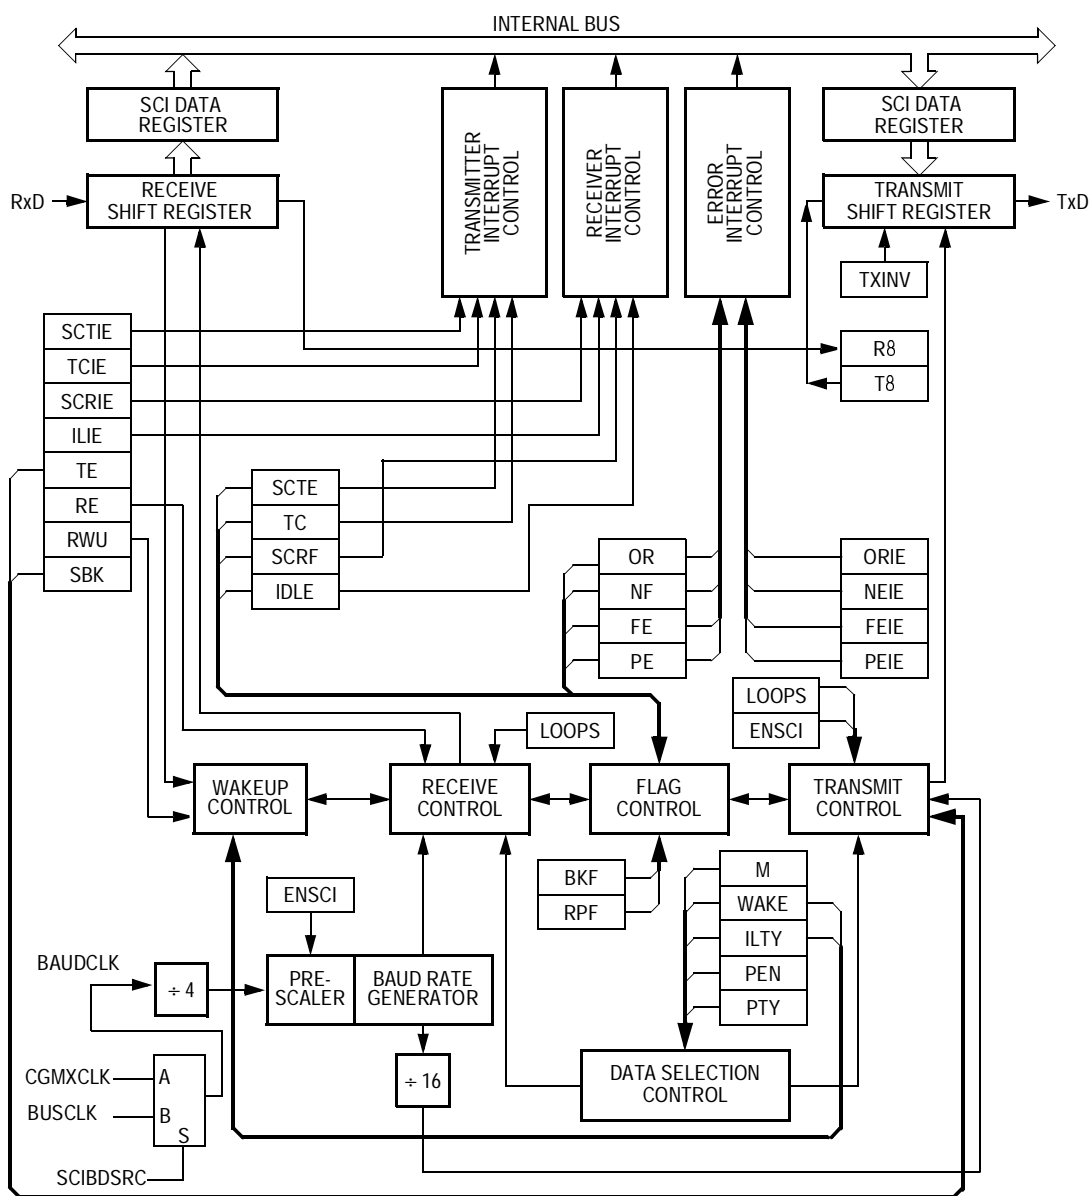 INTERNAL BUS
SCI DATA
REGISTER
SCI DATA
REGISTER
TRANSMITTER
INTERRUPT
CONTROL
RECEIVER
INTERRUPT
CONTROL
ERROR
INTERRUPT
CONTROL
RxD
RECEIVE
SHIFT REGISTER
TRANSMIT
SHIFT REGISTER
TxD
TXINV
SCTIE
TCIE
SCRIE
ILIE
TE
RE
RWU
SBK
R8
T8
SCTE
TC
SCRF
IDLE
OR
NF
FE
PE
ORIE
NEIE
FEIE
PEIE
LOOPS
ENSCI
LOOPS
WAKEUP
CONTROL
RECEIVE
CONTROL
FLAG
CONTROL
TRANSMIT
CONTROL
BKF
RPF
M
WAKE
ILTY
PEN
PTY
ENSCI
BAUDCLK
÷ 4
PRE-
SCALER
BAUD RATE
GENERATOR
÷ 16
DATA SELECTION
CONTROL
CGMXCLK
A
BUSCLK
B
S
SCIBDSRC